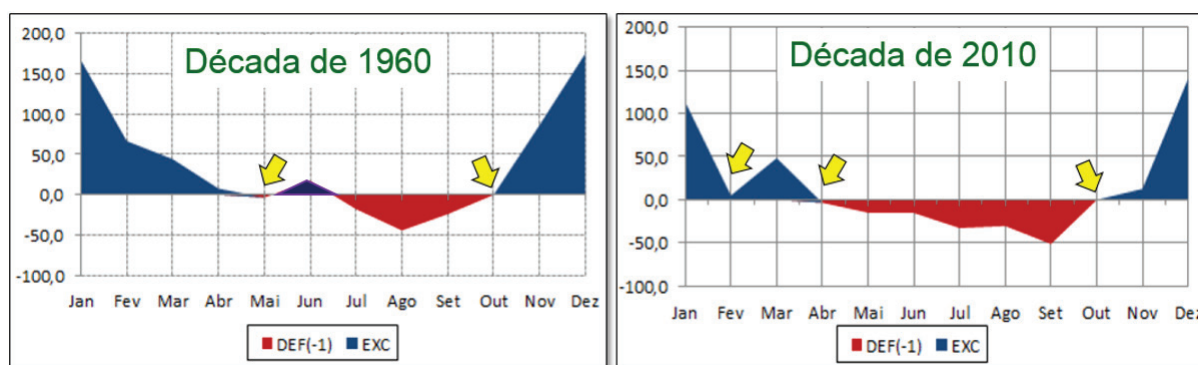 Década de 1960
200,0
150,0
100,0
50,0
0,0
-50,0
-100,0
Jan Fev Mar Abr Mai Jun Jul Ago Set Out Nov Dez
DEF(-1) EXC
Década de 2010
200,0
150,0
100,0
50,0
0,0
-50,0
-100,0
Jan Fev Mar Abr Mai Jun Jul Ago Set Out Nov Dez
DEF(-1) EXC